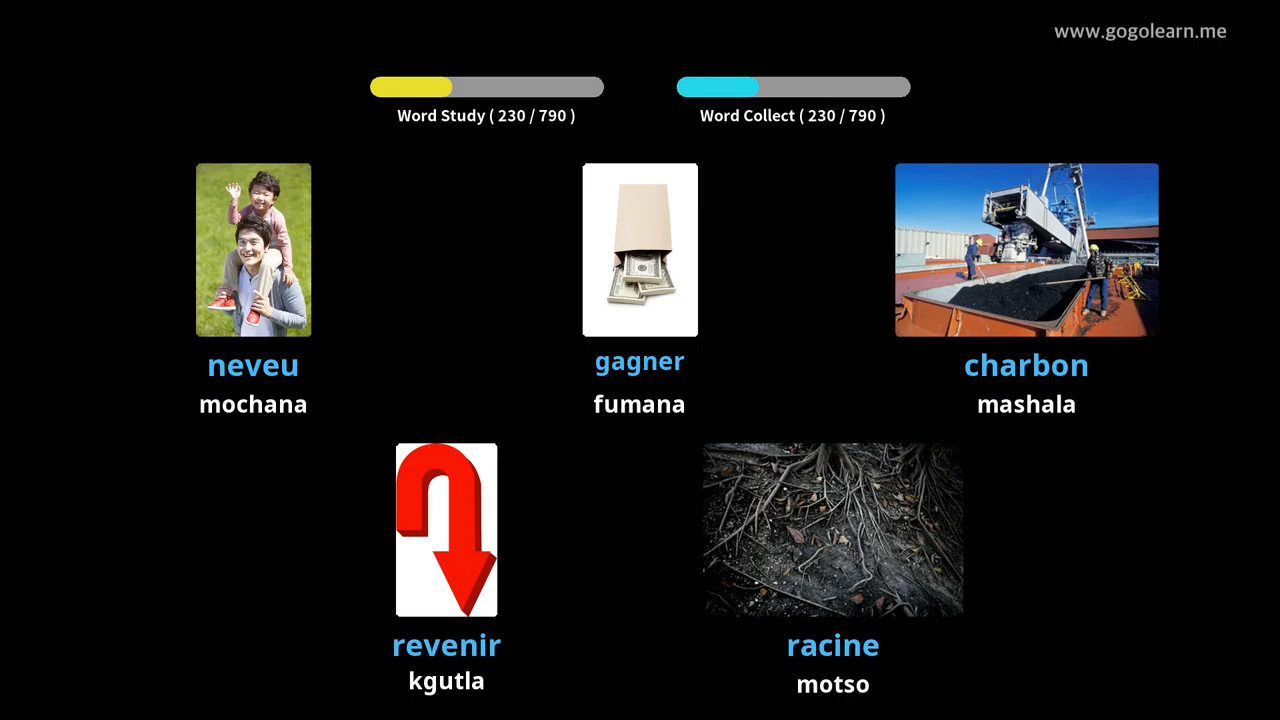 www.gogolearn.me
Word Study ( 230 / 790 )
Word Collect ( 230 / 790 )
neveu
mochana
gagner
fumana
charbon
mashala
revenir
kgutla
racine
motso